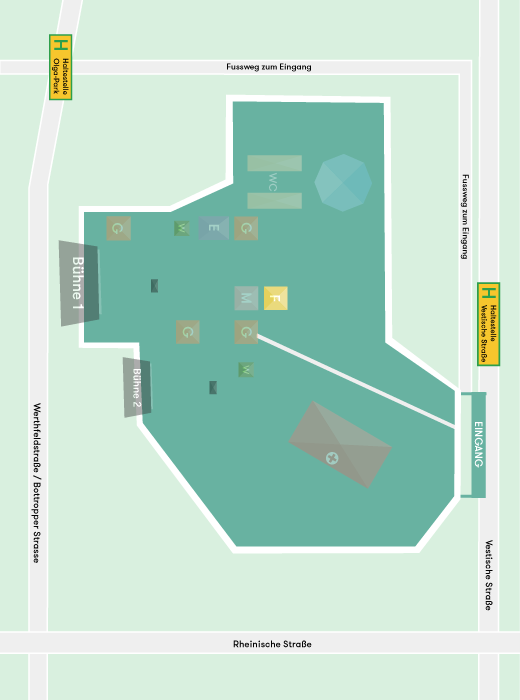 H
Haltestelle
Olga-Park
Fussweg zum Eingang
WC
Fussweg zum Eingang
G
W
E
G
Bühne 1
M
F
H
Haltestelle
Vestische Straße
G
G
W
Bühne 2
EINGANG
Werthfeldstraße / Bottropper Strasse
Vestische Straße
Rheinische Straße